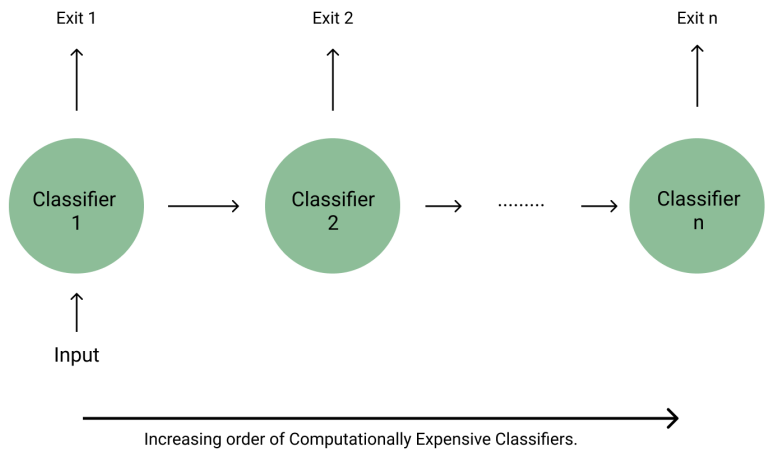 Exit 1
Exit 2
Exit n
Classifier
1
Classifier
2
.........
Classifier
n
Input
Increasing order of Computationally Expensive Classifiers.